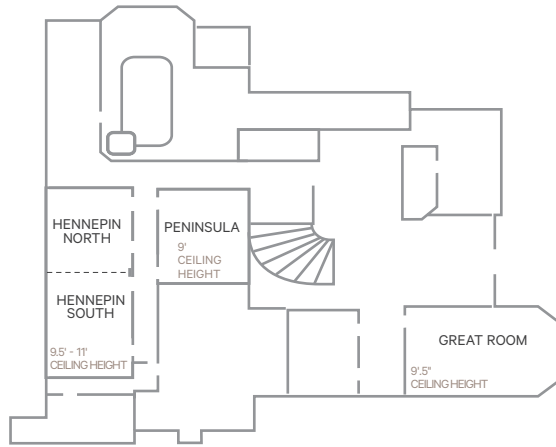 HENNEPIN
NORTH
PENINSULA
9'
CEILING
HEIGHT
HENNEPIN
SOUTH
9.5' - 11'
CEILING HEIGHT
GREAT ROOM
9'.5"
CEILING HEIGHT